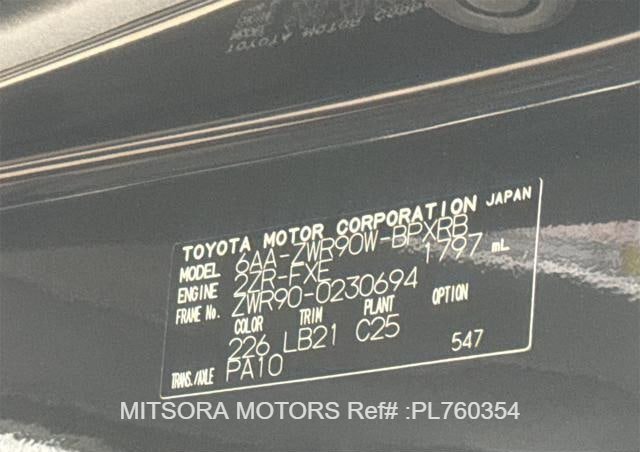 TOYOTA MOTOR CORPORATION JAPAN
MODEL 6AA-ZWR90W-BPXRB
ENGINE 2ZR-FXE 1797 mL
FRAME No. ZWR90-0230694
COLOR TRIM PLANT OPTION
226 LB21 C25 547
TRANS./AXLE PA10
MITSORA MOTORS Ref# :PL760354